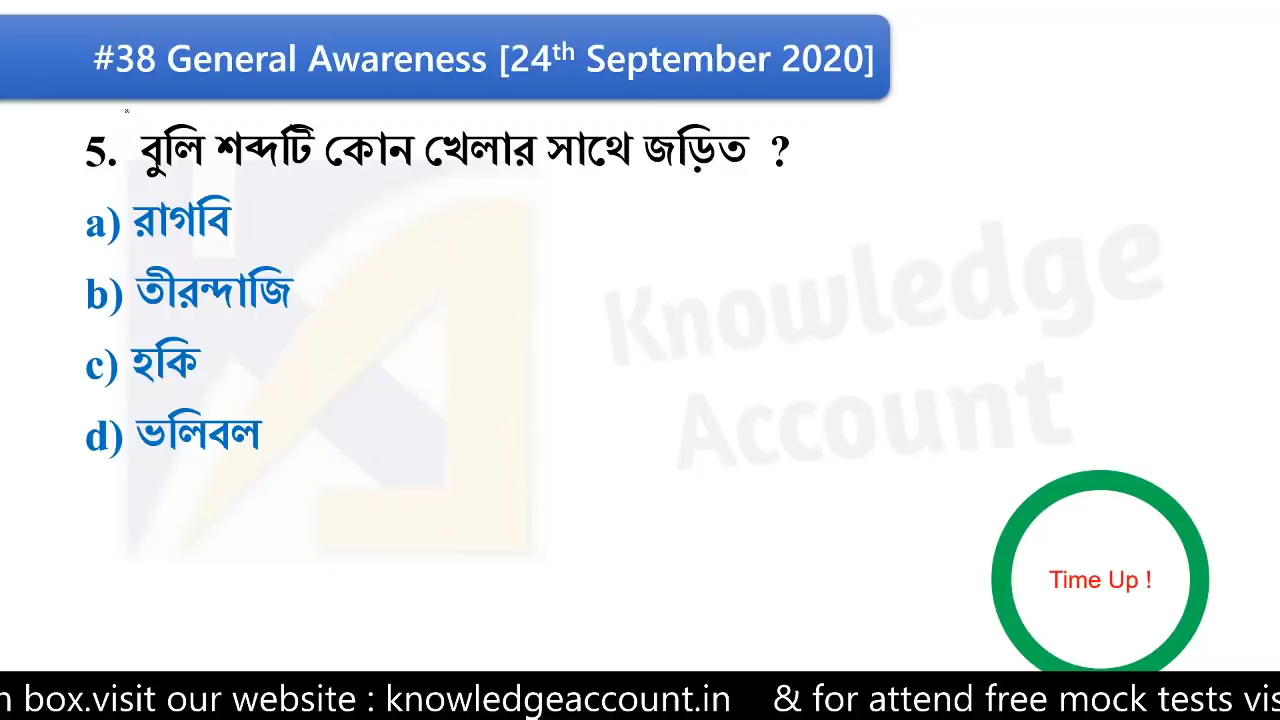 #38 General Awareness [24th September 2020]
5. বুলি শব্দটি কোন খেলার সাথে জড়িত ?
a) রাগবি
b) তীরন্দাজি
c) হকি
d) ভলিবল
Knowledge
Account
Time Up !
n box.visit our website : knowledgeaccount.in & for attend free mock tests vis